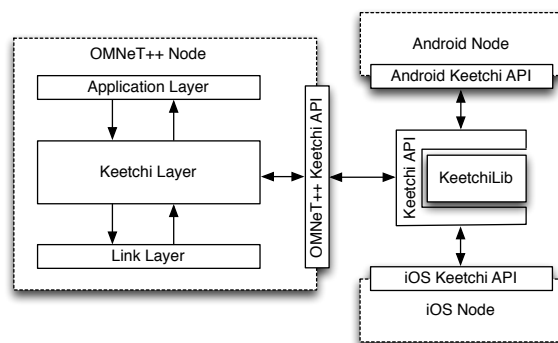 OMNeT++ Node
Application Layer
Keetchi Layer
Link Layer
OMNeT++ Keetchi API
Android Node
Android Keetchi API
Keetchi API
KeetchiLib
iOS Keetchi API
iOS Node